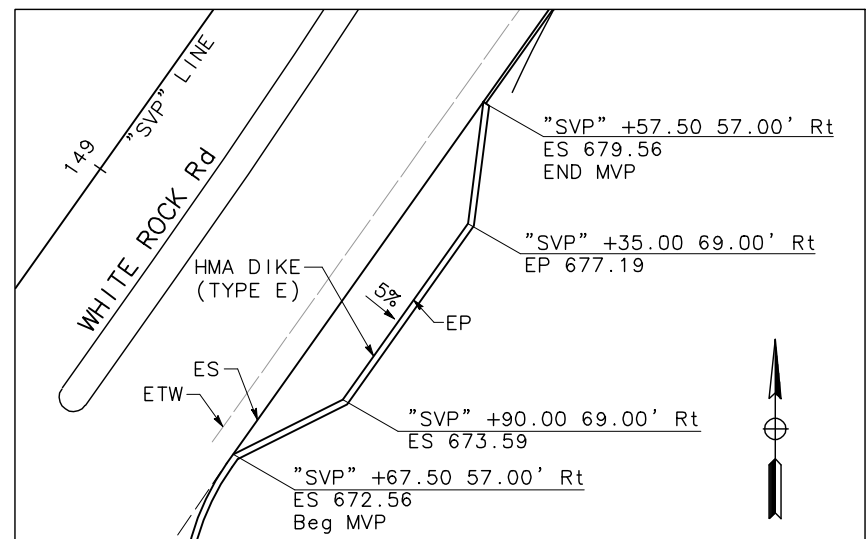 149
"SVP" LINE
WHITE ROCK Rd
"SVP" +57.50 57.00' Rt
ES 679.56
END MVP
"SVP" +35.00 69.00' Rt
EP 677.19
HMA DIKE
(TYPE E)
5%
EP
ES
ETW
"SVP" +90.00 69.00' Rt
ES 673.59
"SVP" +67.50 57.00' Rt
ES 672.56
Beg MVP